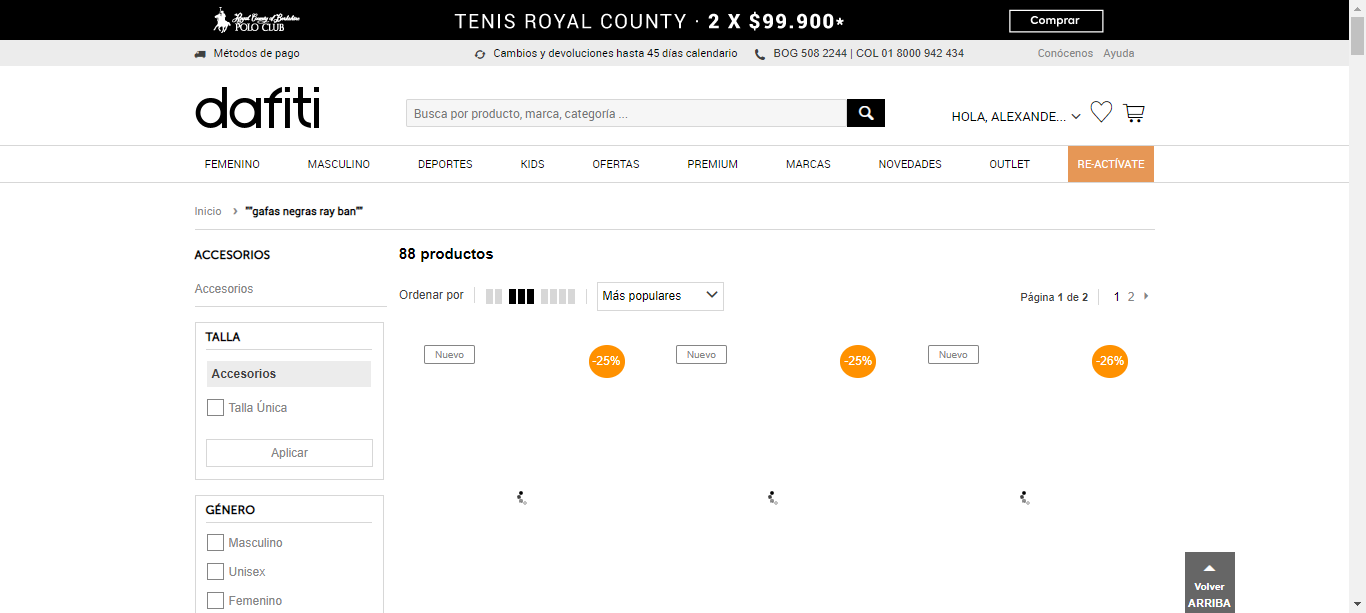 Royal County of Berkshire
POLO CLUB
TENIS ROYAL COUNTY · 2 X $99.900*
Comprar
Métodos de pago
Cambios y devoluciones hasta 45 días calendario
BOG 508 2244 | COL 01 8000 942 434
Conócenos Ayuda
dafiti
Busca por producto, marca, categoría ...
HOLA, ALEXANDE...
FEMENINO MASCULINO DEPORTES KIDS OFERTAS PREMIUM MARCAS NOVEDADES OUTLET RE-ACTÍVATE
Inicio > ""gafas negras ray ban""
ACCESORIOS
Accesorios
TALLA
Accesorios
Talla Única
Aplicar
GÉNERO
Masculino
Unisex
Femenino
88 productos
Ordenar por
Más populares
Página 1 de 2
1 2
Nuevo
-25%
Nuevo
-25%
Nuevo
-26%
Volver
ARRIBA